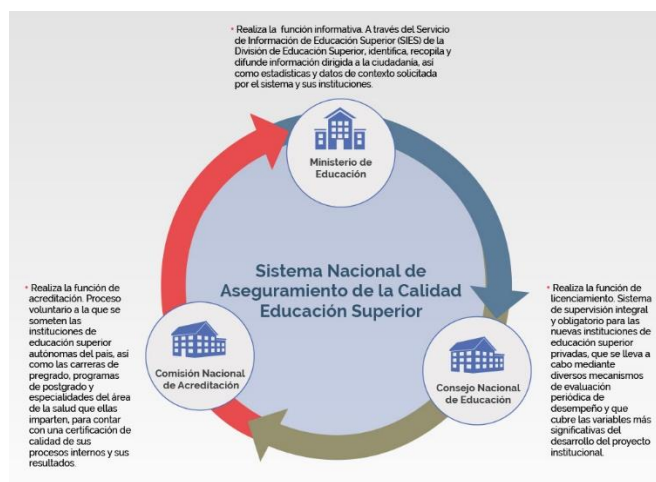 • Realiza la función informativa. A través del Servicio
de Información de Educación Superior (SIES) de la
División de Educación Superior, identifica, recopila y
difunde información dirigida a la ciudadanía, así
como estadísticas y datos de contexto solicitada
por el sistema y sus instituciones.
Ministerio de
Educación
Sistema Nacional de
Aseguramiento de la Calidad
Educación Superior
• Realiza la función de
acreditación. Proceso
voluntario a la que se
someten las
instituciones de
educación superior
autónomas del país, así
como las carreras de
pregrado, programas
de postgrado y
especialidades del área
de la salud que ellas
imparten, para contar
con una certificación de
calidad de sus
procesos internos y sus
resultados.
Comisión Nacional
de Acreditación
Consejo Nacional
de Educación
• Realiza la función de
licenciamiento. Sistema
de supervisión integral
y obligatorio para las
nuevas instituciones de
educación superior
privadas, que se lleva a
cabo mediante
diversos mecanismos
de evaluación
periódica de
desempeño y que
cubre las variables más
significativas del
desarrollo del proyecto
institucional.